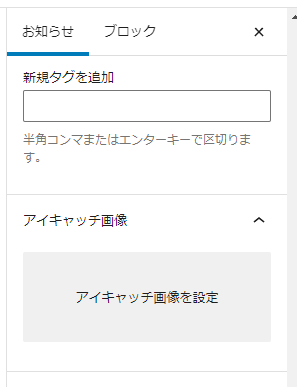 お知らせ ブロック ×
新規タグを追加
半角コンマまたはエンターキーで区切りま
す。
アイキャッチ画像
アイキャッチ画像を設定